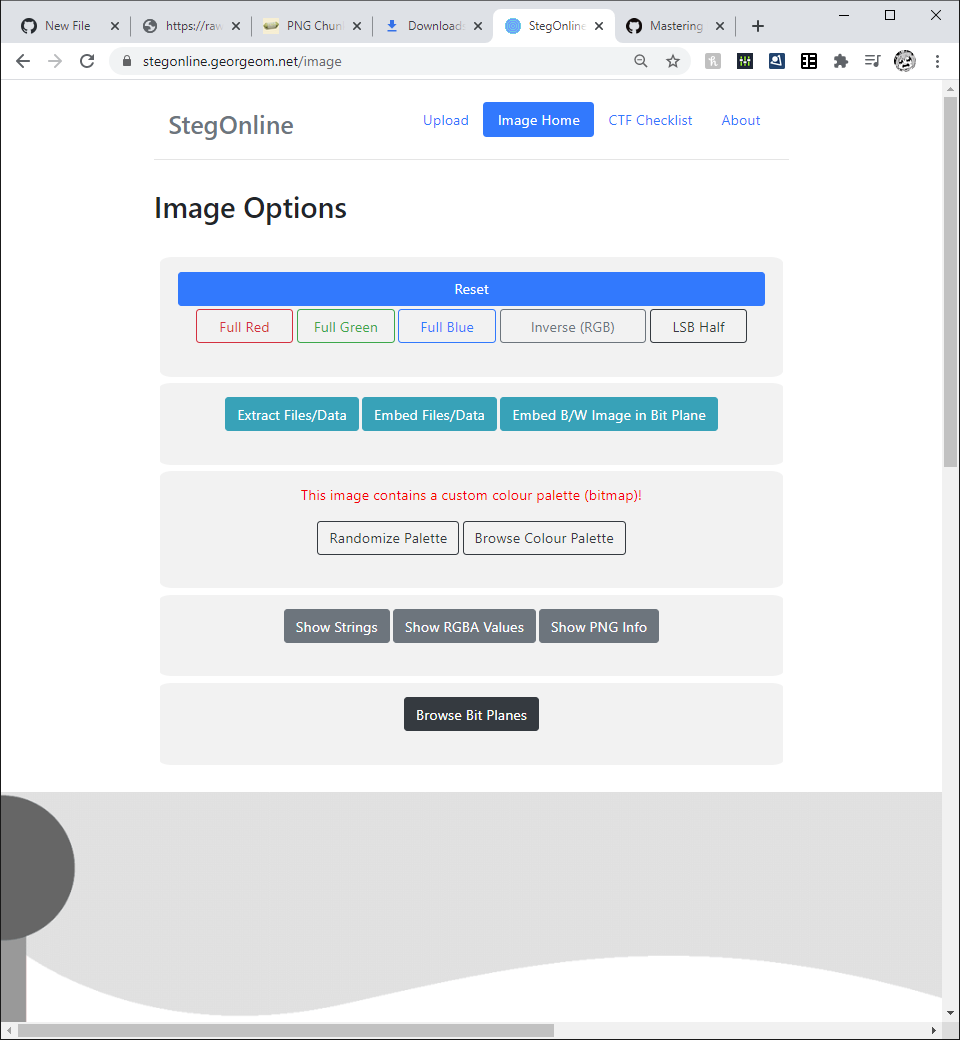 New File
https://raw
PNG Chun
Downloads
StegOnline
Mastering
stegonline.georgeom.net/image
StegOnline
Upload
Image Home
CTF Checklist
About
Image Options
Reset
Full Red
Full Green
Full Blue
Inverse (RGB)
LSB Half
Extract Files/Data
Embed Files/Data
Embed B/W Image in Bit Plane
This image contains a custom colour palette (bitmap)!
Randomize Palette
Browse Colour Palette
Show Strings
Show RGBA Values
Show PNG Info
Browse Bit Planes